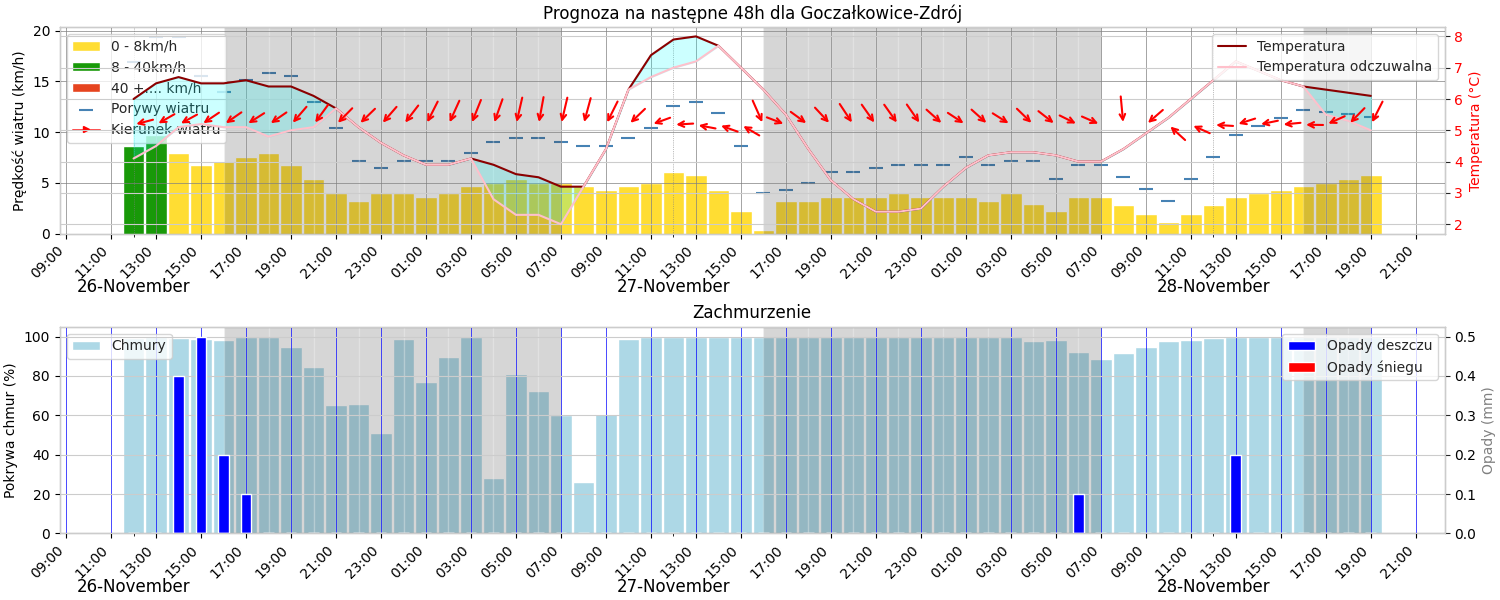 Prognoza na następne 48h dla Goczałkowice-Zdrój
Prędkość wiatru (km/h)
20
15
10
5
0
0 - 8km/h
8 - 40km/h
40 +... km/h
Porywy wiatru
Kierunek wiatru
Temperatura
Temperatura odczuwalna
8
7
6
5
4
3
2
Temperatura (°C)
09:00 11:00 13:00 15:00 17:00 19:00 21:00 23:00 01:00 03:00 05:00 07:00 09:00 11:00 13:00 15:00 17:00 19:00 21:00 23:00 01:00 03:00 05:00 07:00 09:00 11:00 13:00 15:00 17:00 19:00 21:00
26-November 27-November 28-November
Zachmurzenie
Pokrywa chmur (%)
100
80
60
40
20
0
Chmury
Opady deszczu
Opady śniegu
0.5
0.4
0.3
0.2
0.1
0.0
Opady (mm)
09:00 11:00 13:00 15:00 17:00 19:00 21:00 23:00 01:00 03:00 05:00 07:00 09:00 11:00 13:00 15:00 17:00 19:00 21:00 23:00 01:00 03:00 05:00 07:00 09:00 11:00 13:00 15:00 17:00 19:00 21:00
26-November 27-November 28-November